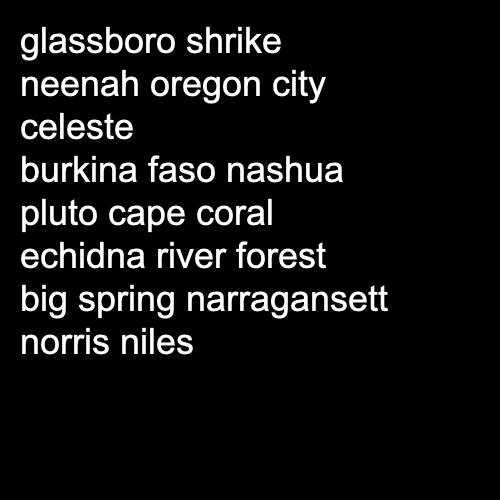 glassboro shrike
neenah oregon city
celeste
burkina faso nashua
pluto cape coral
echidna river forest
big spring narragansett
norris niles